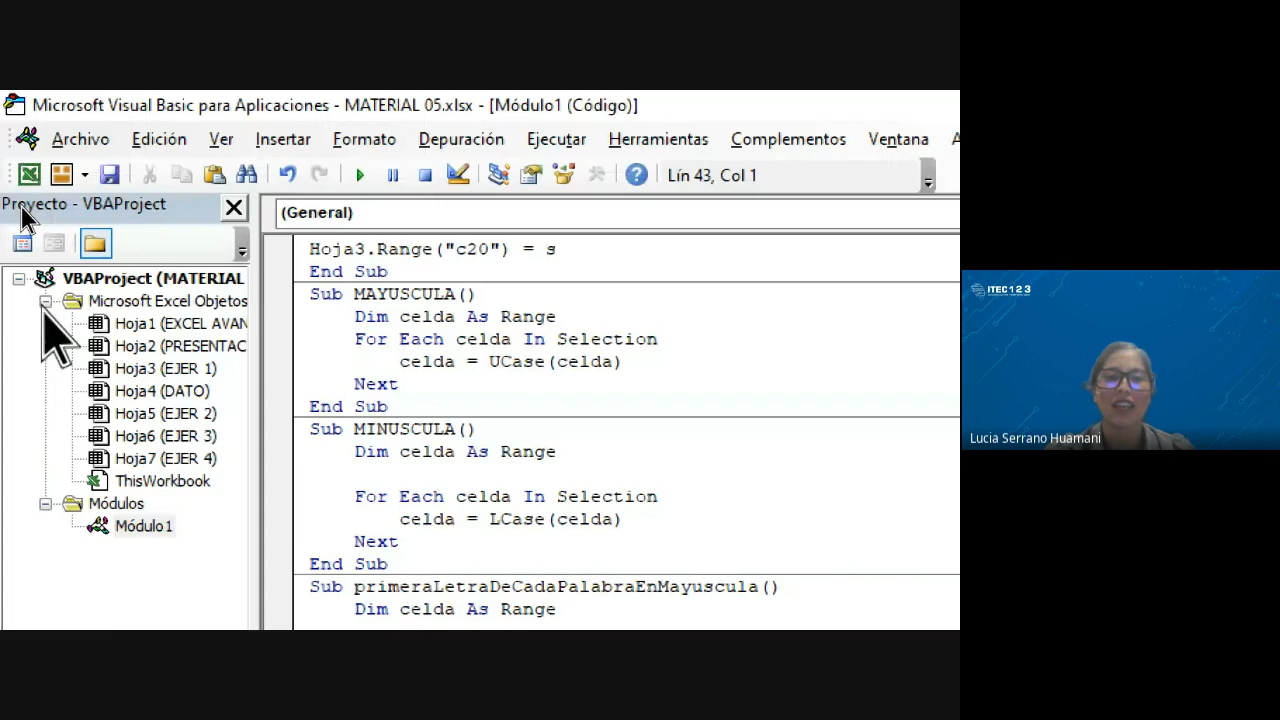 Microsoft Visual Basic para Aplicaciones - MATERIAL 05.xlsx - [Módulo1 (Código)]
Archivo Edición Ver Insertar Formato Depuración Ejecutar Herramientas Complementos Ventana A
Lín 43, Col 1
Proyecto - VBAProject
(General)
VBAProject (MATERIAL
Microsoft Excel Objetos
Hoja1 (EXCEL AVAN
Hoja2 (PRESENTAC
Hoja3 (EJER 1)
Hoja4 (DATO)
Hoja5 (EJER 2)
Hoja6 (EJER 3)
Hoja7 (EJER 4)
ThisWorkbook
Módulos
Módulo1
Hoja3.Range("c20") = s
End Sub
Sub MAYUSCULA()
Dim celda As Range
For Each celda In Selection
celda = UCase(celda)
Next
End Sub
Sub MINUSCULA()
Dim celda As Range
For Each celda In Selection
celda = LCase(celda)
Next
End Sub
Sub primeraLetraDeCadaPalabraEnMayuscula()
Dim celda As Range
ITEC 1 2 3
Lucia Serrano Huamani